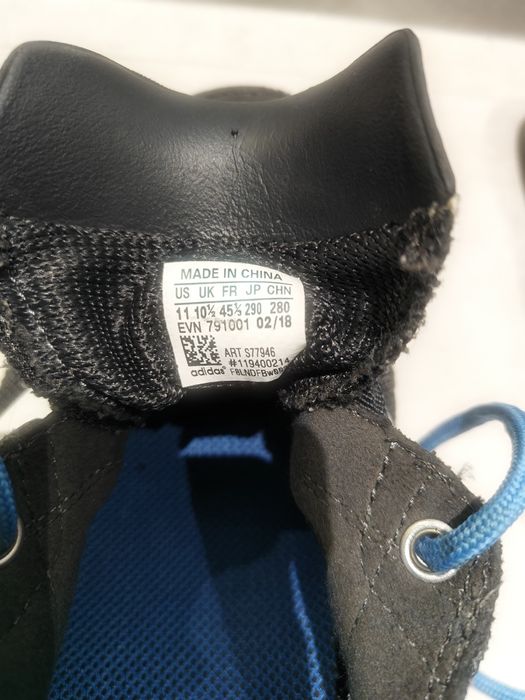 MADE IN CHINA
US UK FR JP CHN
11 10½ 45⅓ 290 280
EVN 791001 02/18
ART S77946
#119400214
adidas